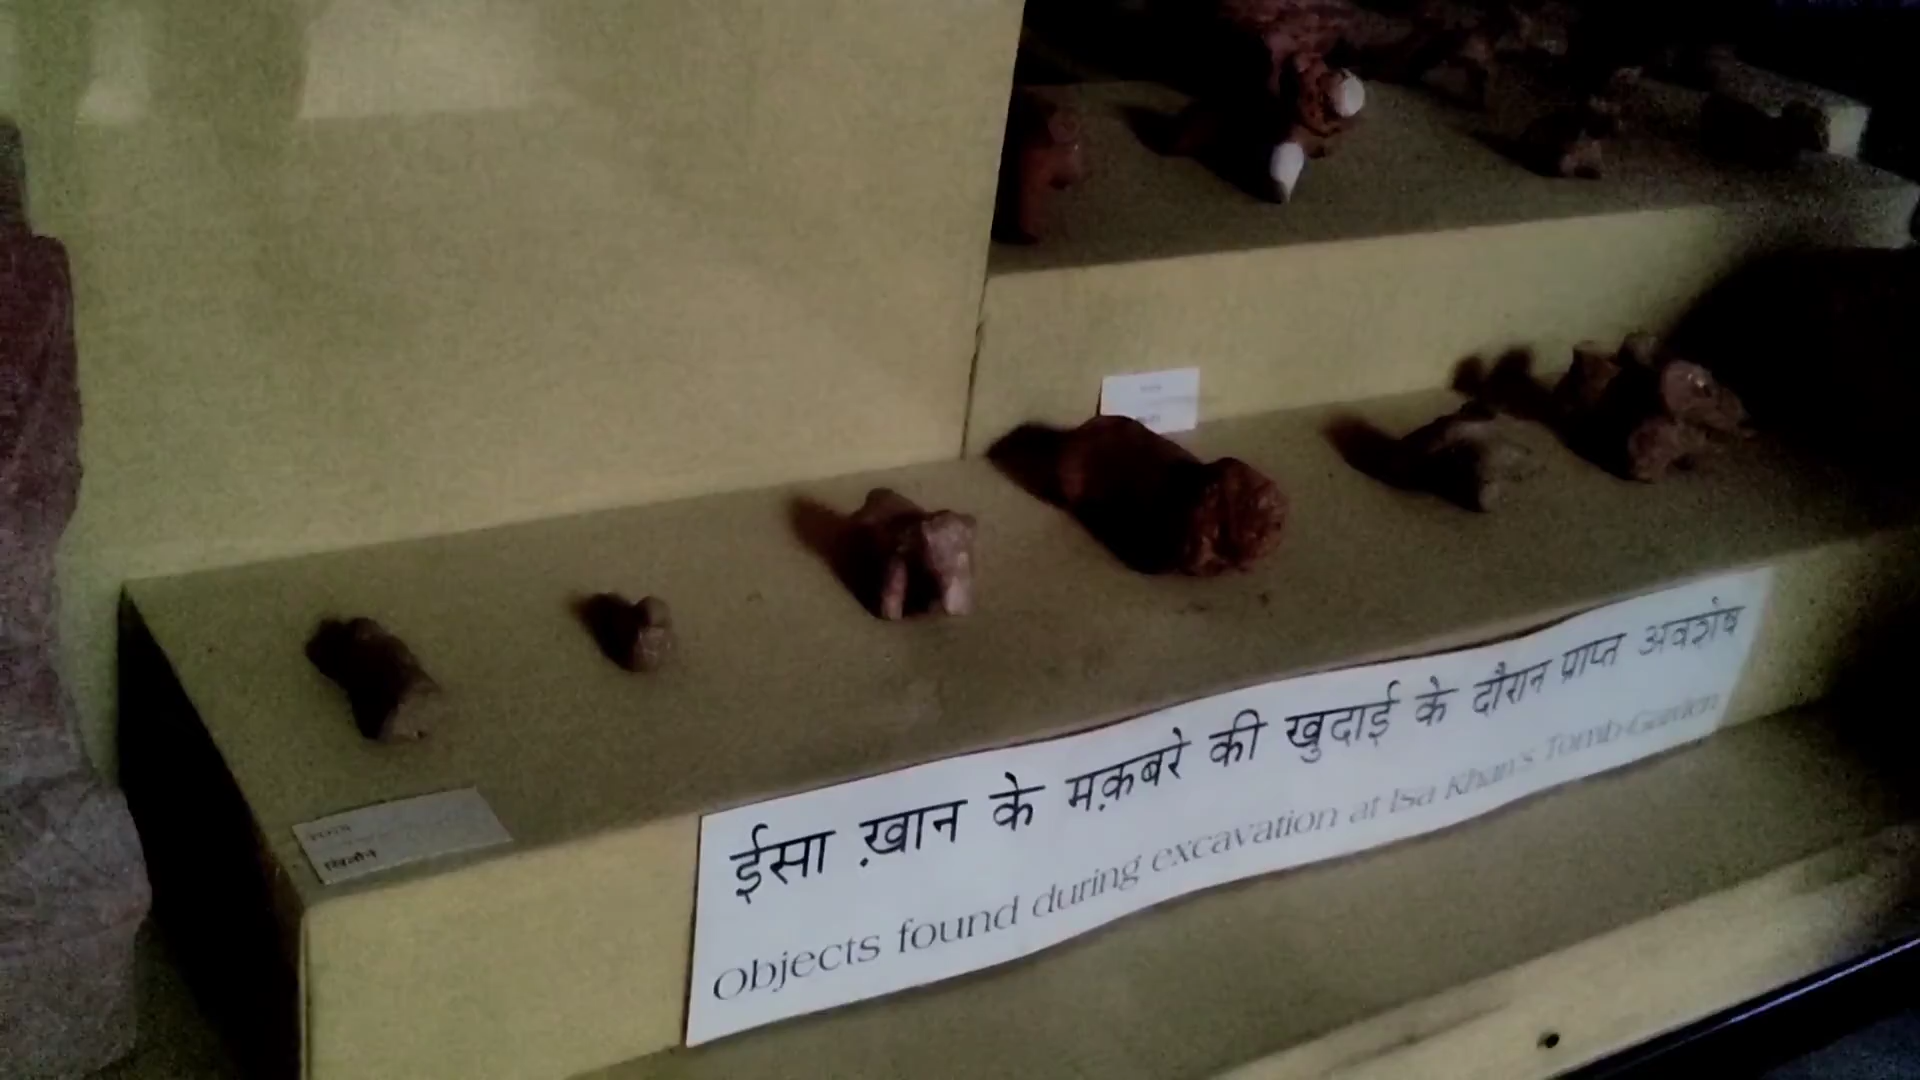 खिलौने
ईसा ख़ान के मक़बरे की खुदाई के दौरान प्राप्त अवशेष
Objects found during excavation at Isa Khan's Tomb-Garden